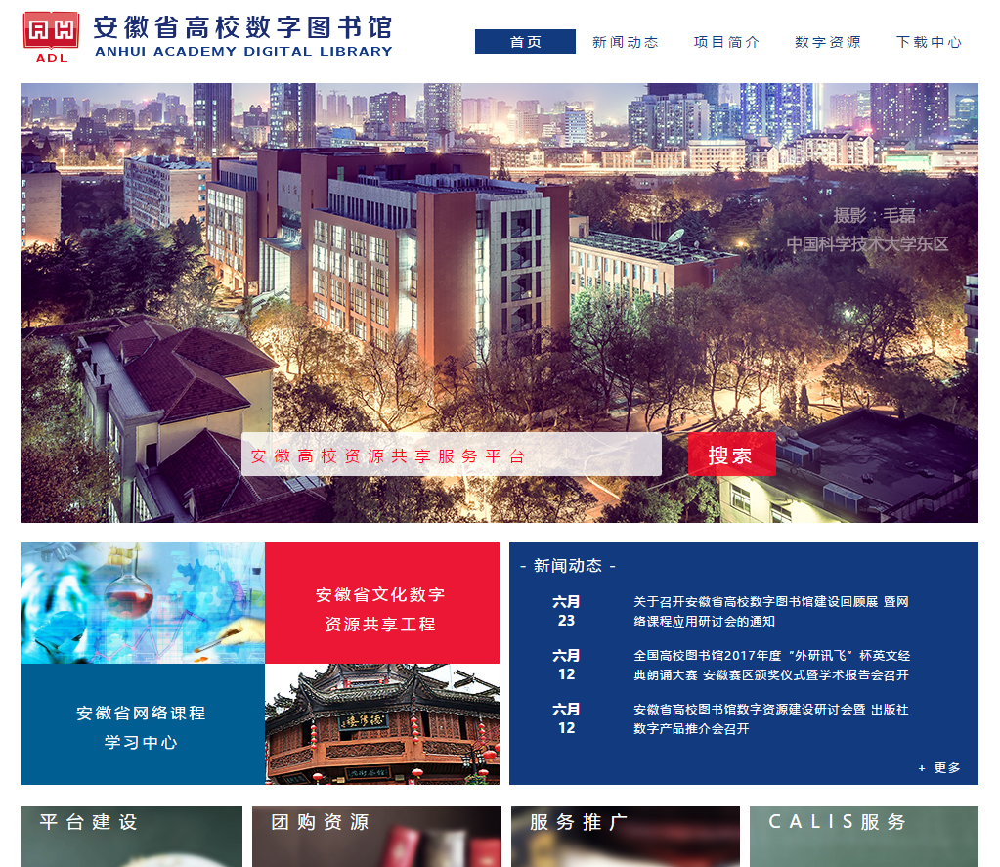 安徽省高校数字图书馆
ANHUI ACADEMY DIGITAL LIBRARY
ADL
首页 新闻动态 项目简介 数字资源 下载中心
摄影：毛磊
中国科学技术大学东区
安徽高校资源共享服务平台
搜索
安徽省文化数字
资源共享工程
安徽省网络课程
学习中心
- 新闻动态 -
六月
23
关于召开安徽省高校数字图书馆建设回顾展 暨网
络课程应用研讨会的通知
六月
12
全国高校图书馆2017年度“外研讯飞”杯英文经
典朗诵大赛 安徽赛区颁奖仪式暨学术报告会召开
六月
12
安徽省高校图书馆数字资源建设研讨会暨 出版社
数字产品推介会召开
+ 更多
平台建设
团购资源
服务推广
CALIS服务